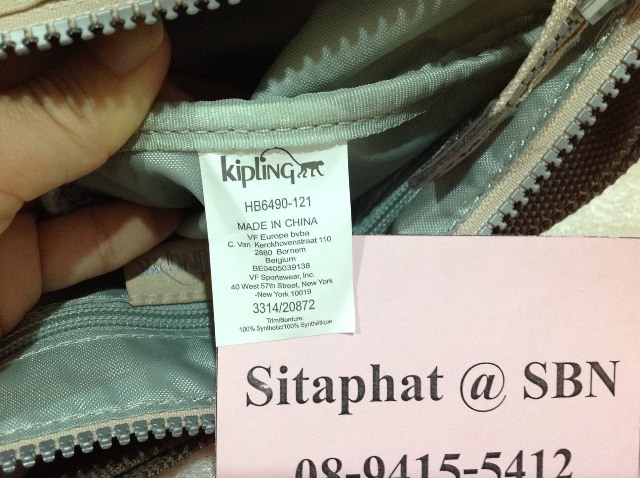 kipling
HB6490-121
MADE IN CHINA
VF Europe bvba
C. Van. Kerckhovenstraat 110
2880 Bornem
Belgium
BE0405039138
VF Sportswear, Inc.
40 West 57th Street, New York
-New York 10019
3314/20872
Trim/Bordure:
100% Synthetic/100% Synthétique
Sitaphat @ SBN
08-9415-5412